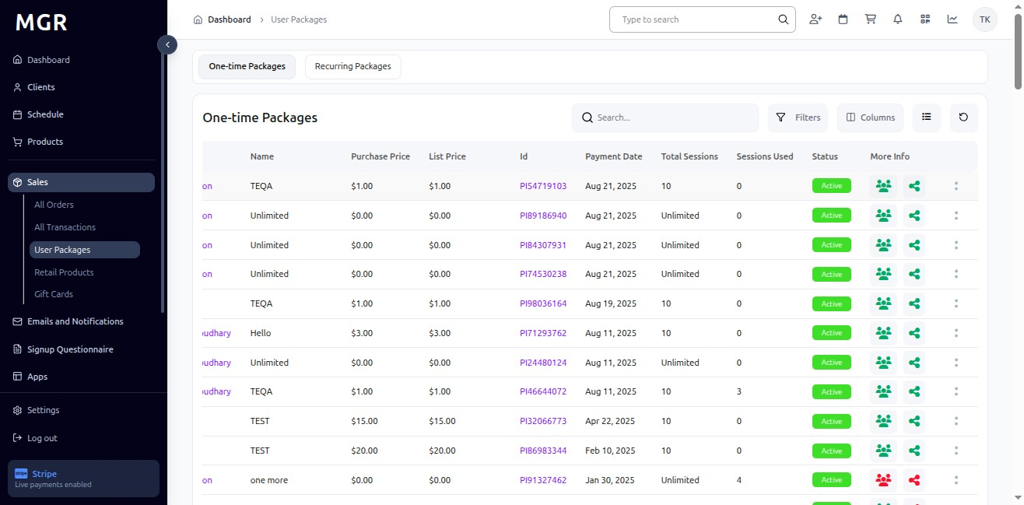 MGR
Dashboard
Clients
Schedule
Products
Sales
All Orders
All Transactions
User Packages
Retail Products
Gift Cards
Emails and Notifications
Signup Questionnaire
Apps
Settings
Log out
stripe Stripe
Live payments enabled
Dashboard > User Packages
Type to search
TK
One-time Packages Recurring Packages
One-time Packages
Search...
Filters
Columns
Name Purchase Price List Price Id Payment Date Total Sessions Sessions Used Status More Info
on TEQA $1.00 $1.00 PI54719103 Aug 21, 2025 10 0 Active
on Unlimited $0.00 $0.00 PI89186940 Aug 21, 2025 Unlimited 0 Active
on Unlimited $0.00 $0.00 PI84307931 Aug 21, 2025 Unlimited 0 Active
on Unlimited $0.00 $0.00 PI74530238 Aug 21, 2025 Unlimited 0 Active
TEQA $1.00 $1.00 PI98036164 Aug 19, 2025 10 0 Active
oudhary Hello $3.00 $3.00 PI71293762 Aug 11, 2025 10 0 Active
Unlimited $0.00 $0.00 PI24480124 Aug 11, 2025 Unlimited 0 Active
oudhary TEQA $1.00 $1.00 PI46644072 Aug 11, 2025 10 3 Active
TEST $15.00 $15.00 PI32066773 Apr 22, 2025 10 0 Active
TEST $20.00 $20.00 PI86983344 Feb 10, 2025 10 0 Active
on one more $0.00 $0.00 PI91327462 Jan 30, 2025 Unlimited 4 Active